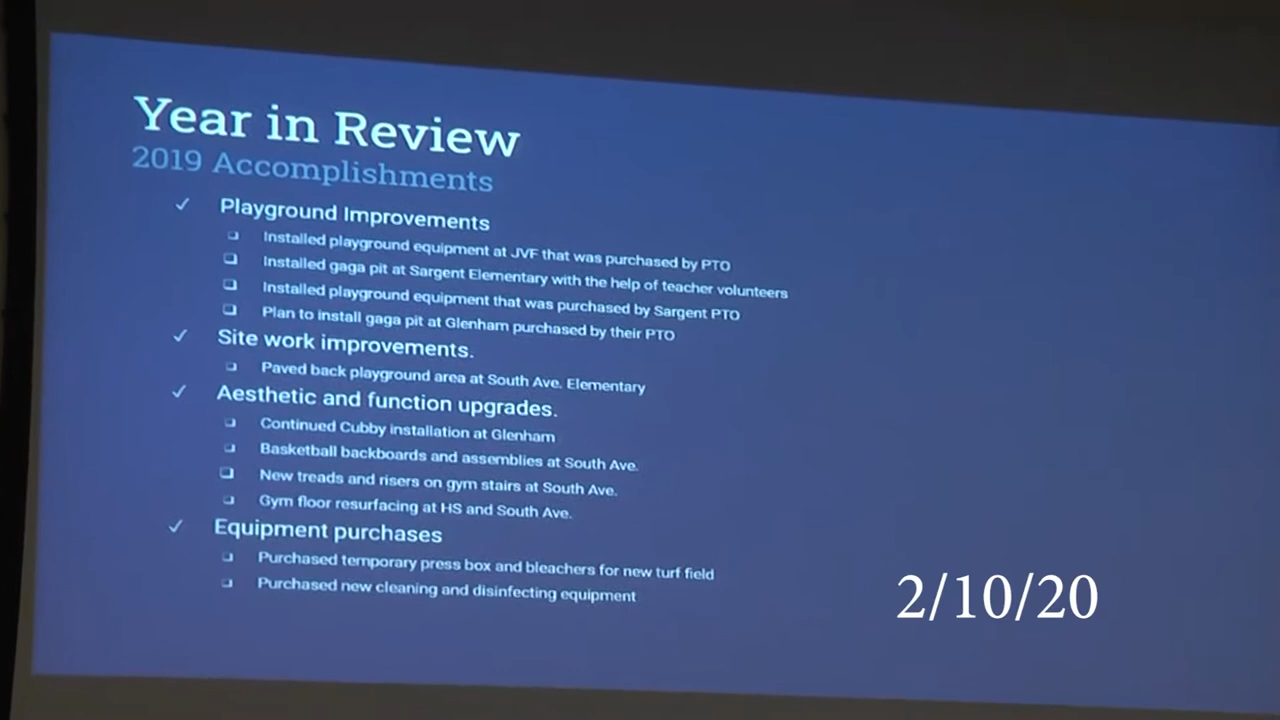 Year in Review
2019 Accomplishments
✓ Playground Improvements
❑ Installed playground equipment at JVF that was purchased by PTO
❑ Installed gaga pit at Sargent Elementary with the help of teacher volunteers
❑ Installed playground equipment that was purchased by Sargent PTO
❑ Plan to install gaga pit at Glenham purchased by their PTO
✓ Site work improvements.
❑ Paved back playground area at South Ave. Elementary
✓ Aesthetic and function upgrades.
❑ Continued Cubby installation at Glenham
❑ Basketball backboards and assemblies at South Ave.
❑ New treads and risers on gym stairs at South Ave.
❑ Gym floor resurfacing at HS and South Ave.
✓ Equipment purchases
❑ Purchased temporary press box and bleachers for new turf field
❑ Purchased new cleaning and disinfecting equipment
2/10/20